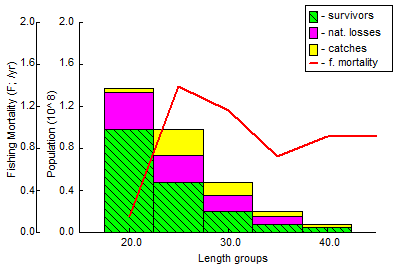 - survivors
- nat. losses
- catches
- f. mortality
Fishing Mortality (F; /yr)
Population (10^ 8)
2.0 2.0
1.6 1.6
1.2 1.2
0.8 0.8
0.4 0.4
0.0 0.0
20.0 30.0 40.0
Length groups